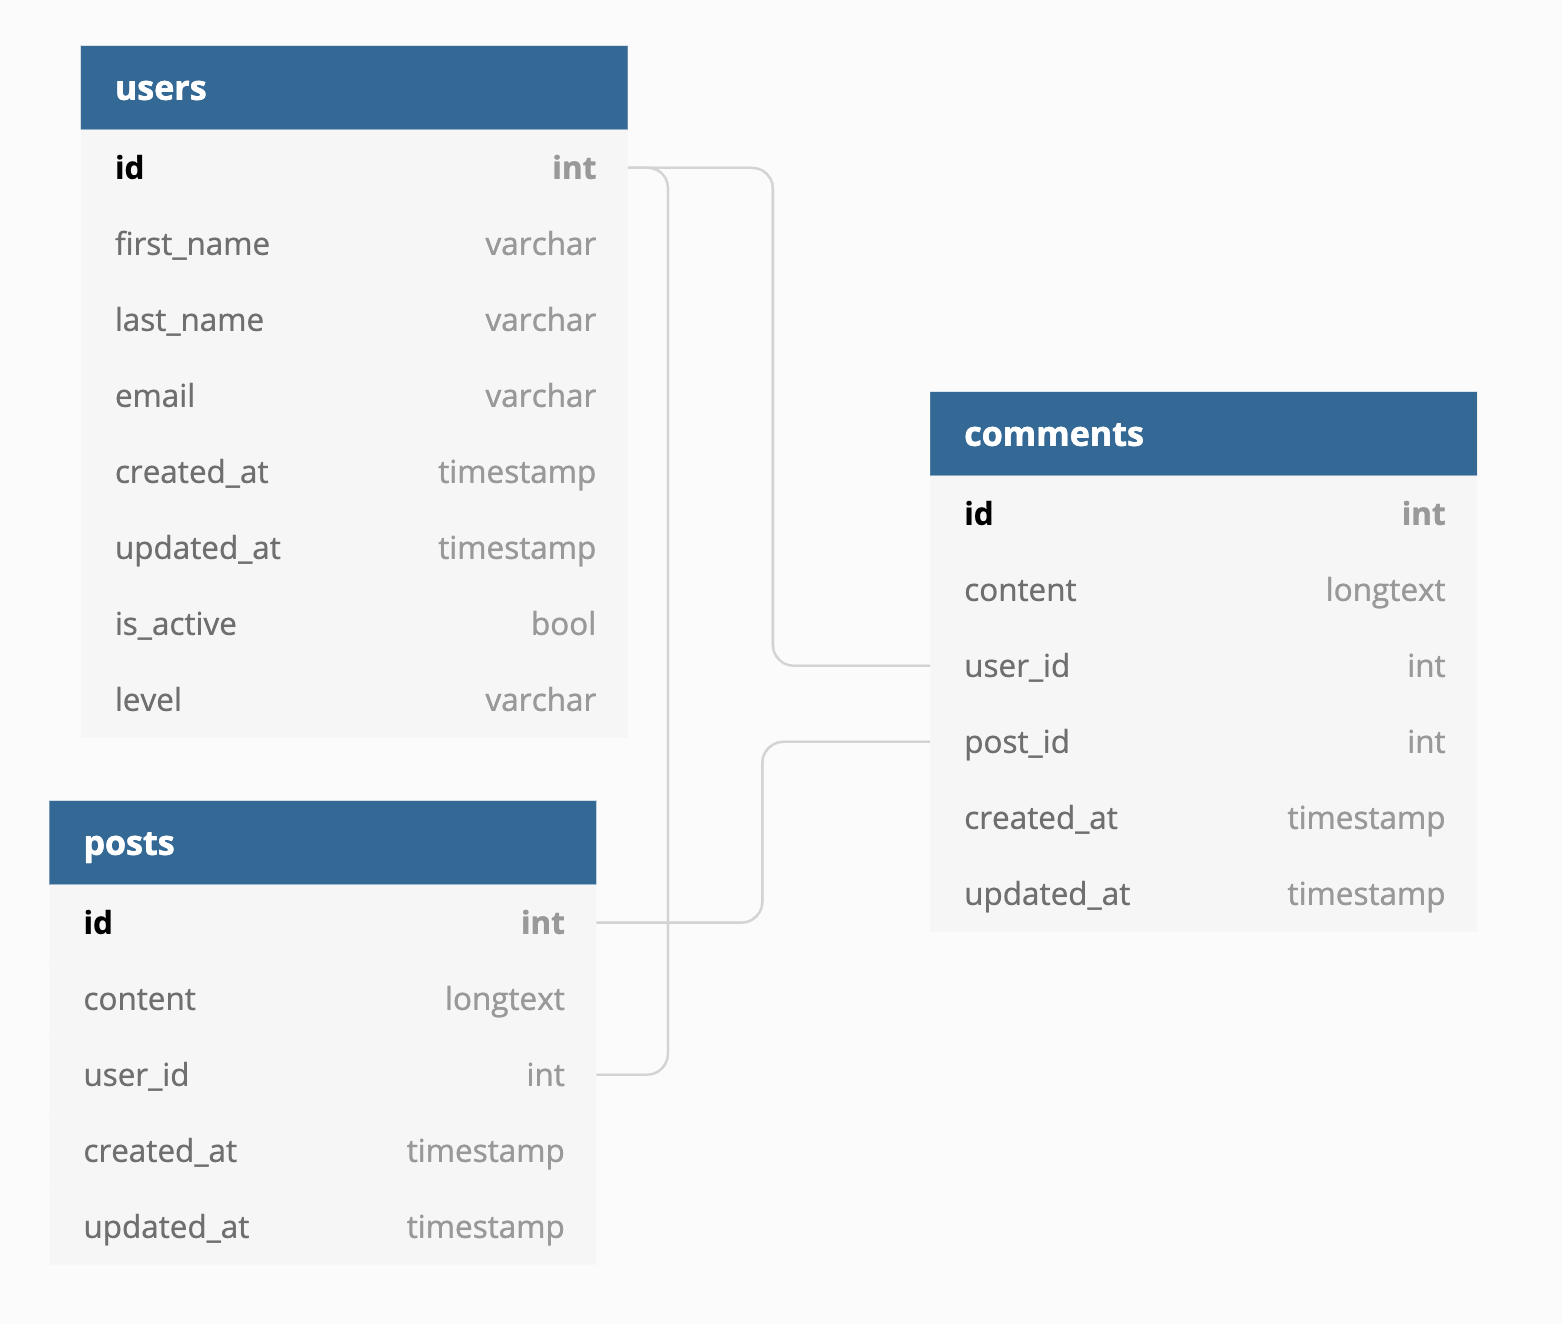 users
id int
first_name varchar
last_name varchar
email varchar
created_at timestamp
updated_at timestamp
is_active bool
level varchar
posts
id int
content longtext
user_id int
created_at timestamp
updated_at timestamp
comments
id int
content longtext
user_id int
post_id int
created_at timestamp
updated_at timestamp